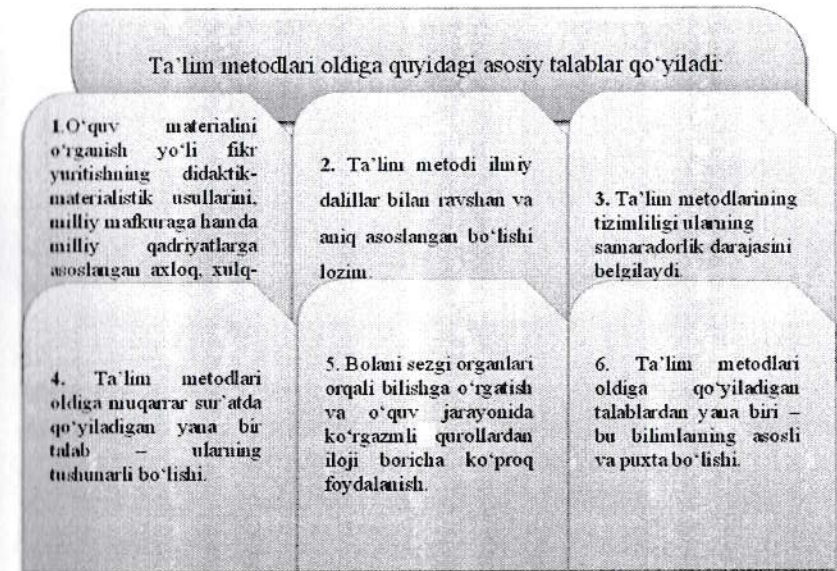 Ta’lim metodlari oldiga quyidagi asosiy talablar qo‘yiladi:
1.O‘quv materialini
o‘rganish yo‘li fikr
yuritishning didaktik-
materialistik usullarini,
milliy mafkuraga hamda
milliy qadriyatlarga
asoslangan axloq, xulq-
2. Ta’lim metodi ilmiy
dalillar bilan ravshan va
aniq asoslangan bo‘lishi
lozim.
3. Ta’lim metodlarining
tizimliligi ularning
samaradorlik darajasini
belgilaydi.
4. Ta’lim metodlari
oldiga muqarrar sur’atda
qo‘yiladigan yana bir
talab – ularning
tushunarli bo‘lishi.
5. Bolani sezgi organlari
orqali bilishga o‘rgatish
va o‘quv jarayonida
ko‘rgazmli qurollardan
iloji boricha ko‘proq
foydalanish.
6. Ta’lim metodlari
oldiga qo‘yiladigan
talablardan yana biri –
bu bilimlarning asosli
va puxta bo‘lishi.